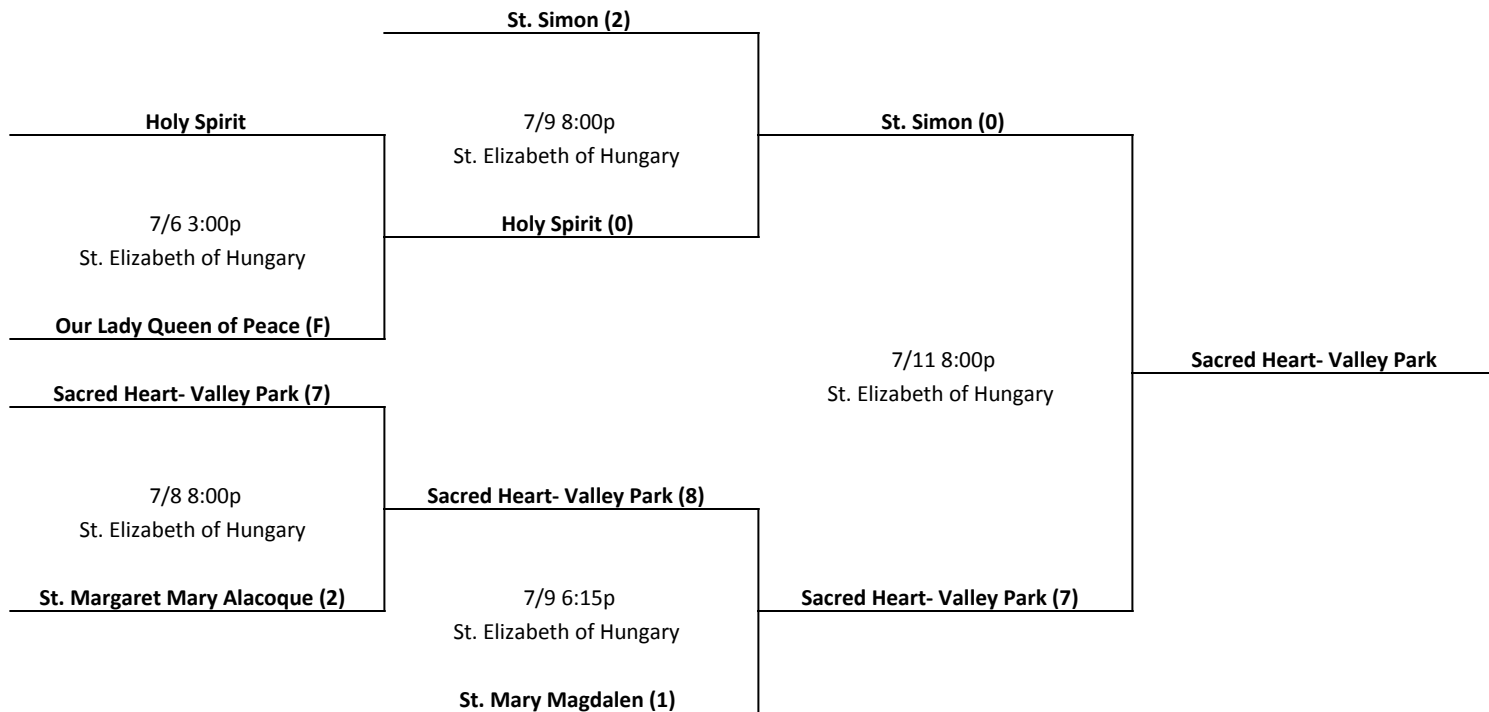 St. Simon (2)
Holy Spirit
7/9 8:00p
St. Elizabeth of Hungary
St. Simon (0)
7/6 3:00p
St. Elizabeth of Hungary
Holy Spirit (0)
Our Lady Queen of Peace (F)
7/11 8:00p
St. Elizabeth of Hungary
Sacred Heart- Valley Park
Sacred Heart- Valley Park (7)
7/8 8:00p
St. Elizabeth of Hungary
Sacred Heart- Valley Park (8)
St. Margaret Mary Alacoque (2)
7/9 6:15p
St. Elizabeth of Hungary
Sacred Heart- Valley Park (7)
St. Mary Magdalen (1)